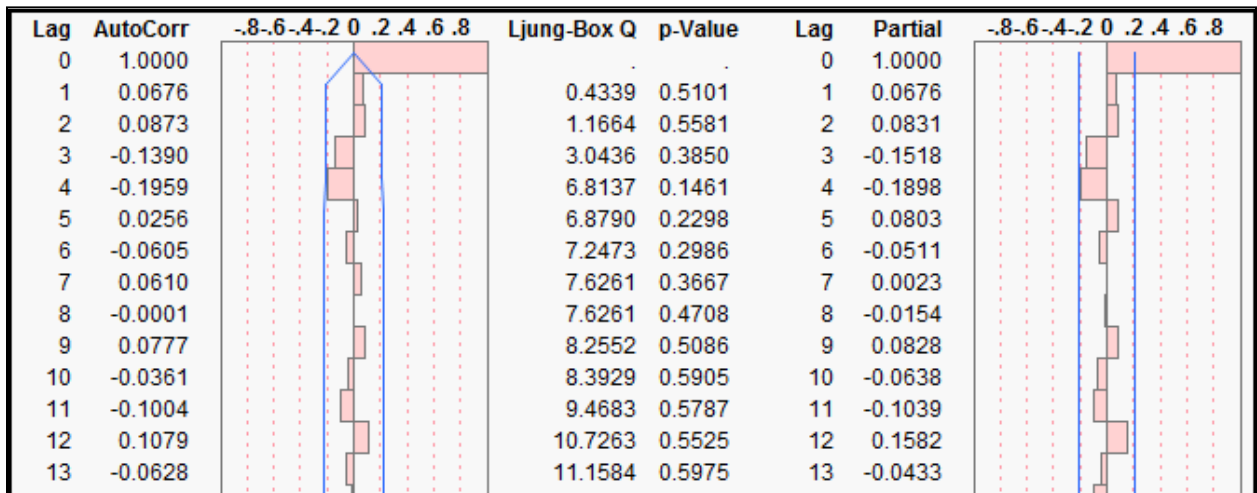 Lag AutoCorr -.8-.6-.4-.2 0 .2 .4 .6 .8 Ljung-Box Q p-Value Lag Partial -.8-.6-.4-.2 0 .2 .4 .6 .8
0 1.0000 . . 0 1.0000
1 0.0676 0.4339 0.5101 1 0.0676
2 0.0873 1.1664 0.5581 2 0.0831
3 -0.1390 3.0436 0.3850 3 -0.1518
4 -0.1959 6.8137 0.1461 4 -0.1898
5 0.0256 6.8790 0.2298 5 0.0803
6 -0.0605 7.2473 0.2986 6 -0.0511
7 0.0610 7.6261 0.3667 7 0.0023
8 -0.0001 7.6261 0.4708 8 -0.0154
9 0.0777 8.2552 0.5086 9 0.0828
10 -0.0361 8.3929 0.5905 10 -0.0638
11 -0.1004 9.4683 0.5787 11 -0.1039
12 0.1079 10.7263 0.5525 12 0.1582
13 -0.0628 11.1584 0.5975 13 -0.0433